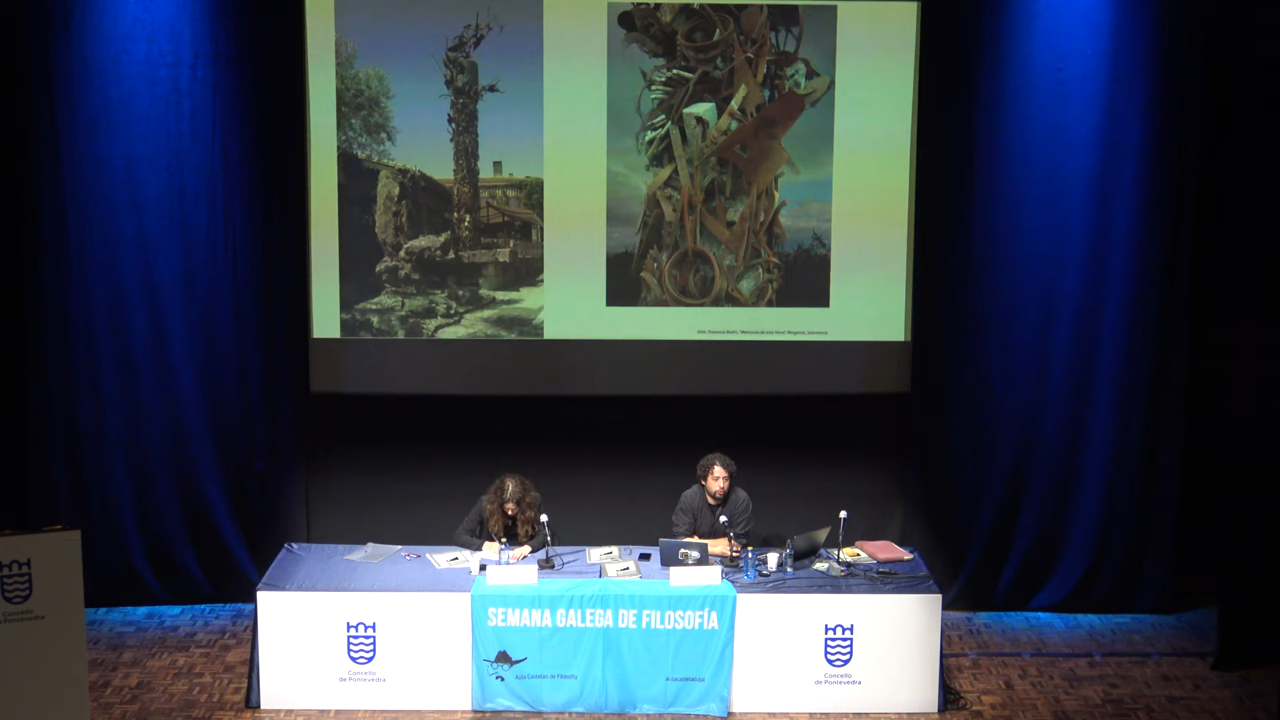 SEMANA GALEGA DE FILOSOFÍA
Aula Castelao de Filosofía
Concello
de Pontevedra
Concello
de Pontevedra
Concello
de Pontevedra